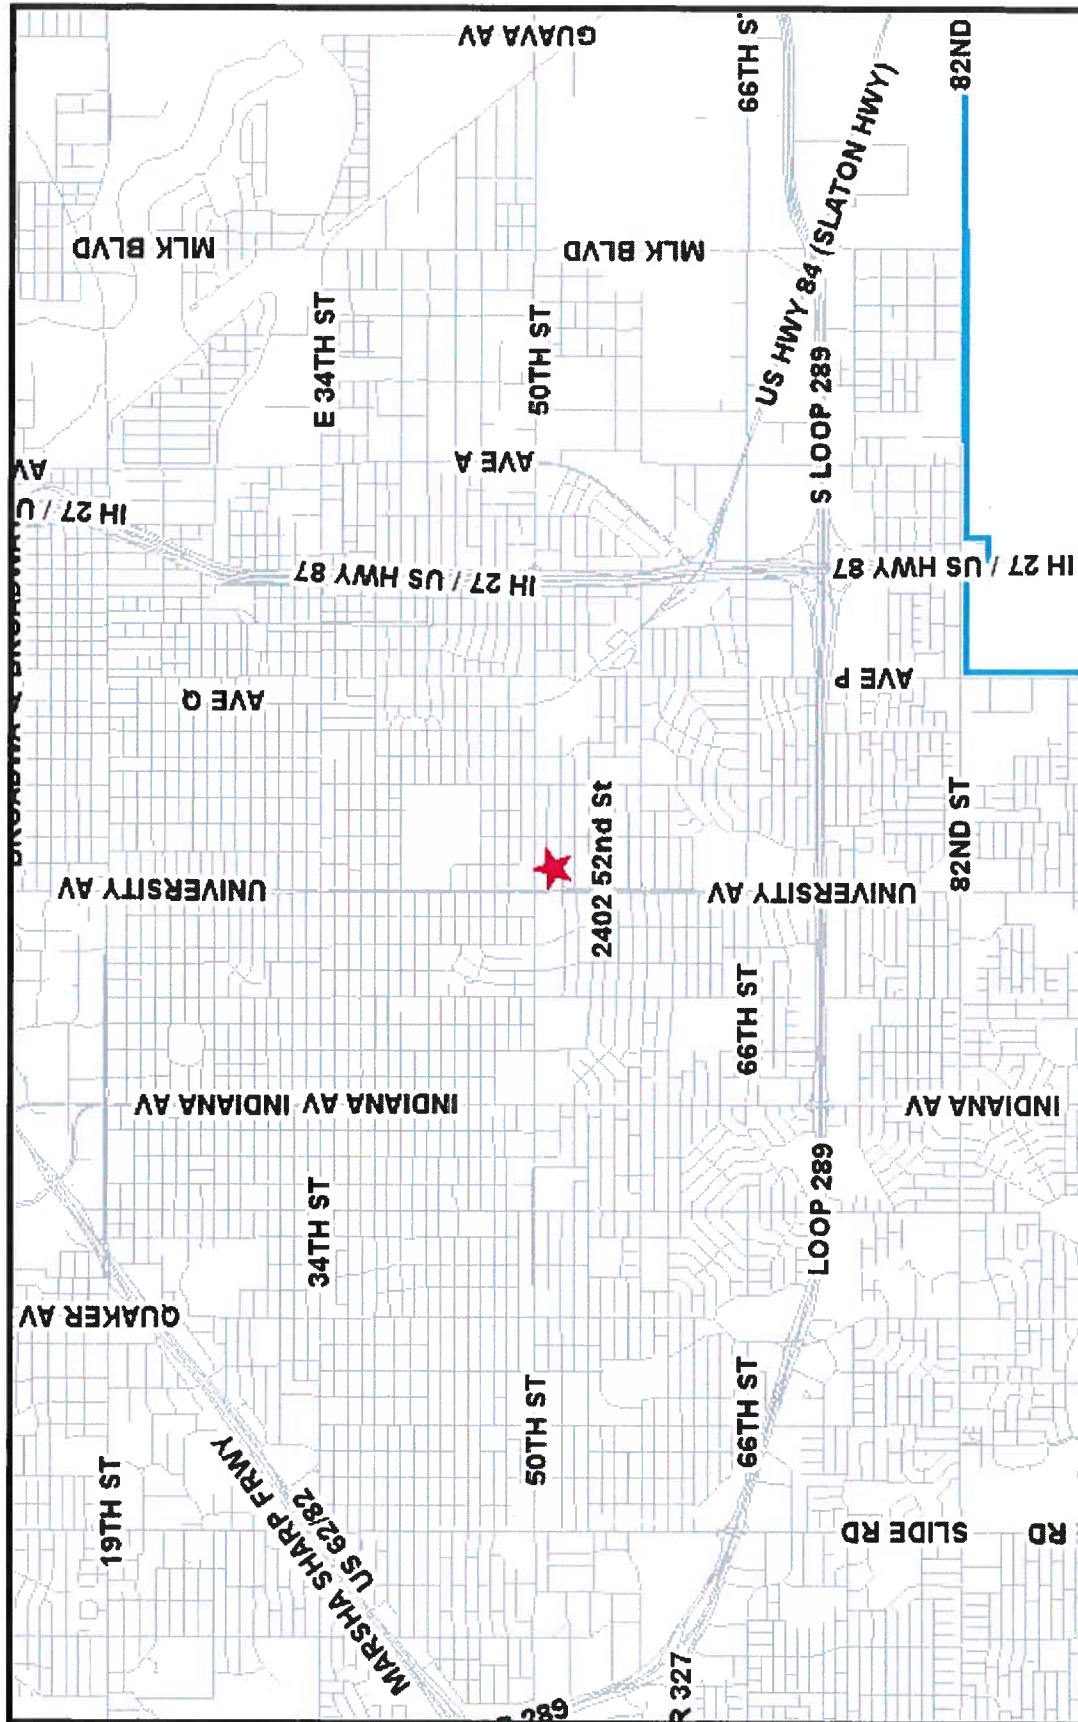 GUAVA AV
66TH S
82ND
MLK BLVD
MLK BLVD
US HWY 84 (SLATON HWY)
E 34TH ST
50TH ST
S LOOP 289
AVE A
AV
IH 27 / U
IH 27 / US HWY 87
IH 27 / US HWY 87
AVE Q
AVE P
2402 52nd St
82ND ST
UNIVERSITY AV
UNIVERSITY AV
66TH ST
INDIANA AV
INDIANA AV
INDIANA AV
34TH ST
LOOP 289
QUAKER AV
50TH ST
66TH ST
19TH ST
MARSHA SHARP FRWY
US 62/82
SLIDE RD
RD
289
R 327